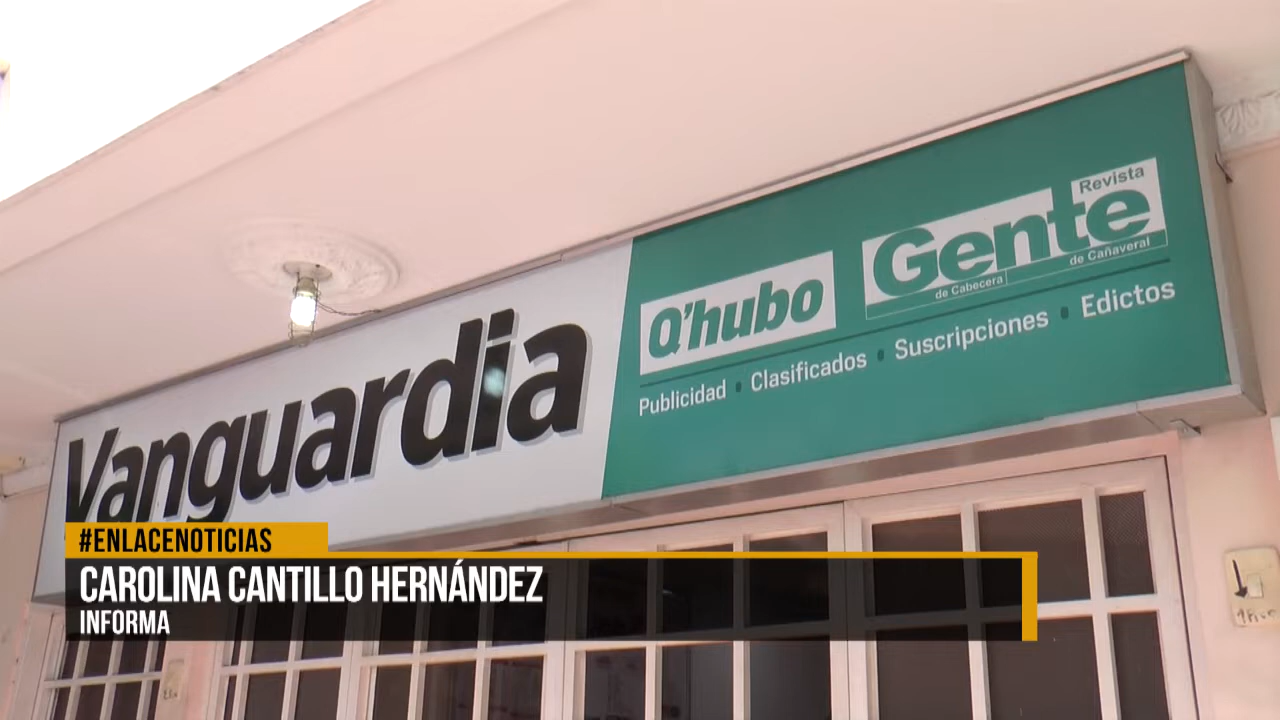 Vanguardia
Q'hubo
Revista
Gente
de Cabecera
de Cañaveral
Publicidad • Clasificados • Suscripciones • Edictos
#ENLACENOTICIAS
CAROLINA CANTILLO HERNÁNDEZ
INFORMA